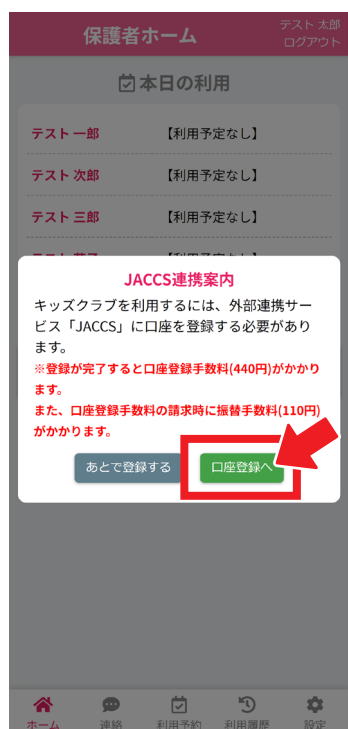 保護者ホーム
テスト 太郎
ログアウト
本日の利用
テスト 一郎 【利用予定なし】
テスト 次郎 【利用予定なし】
テスト 三郎 【利用予定なし】
JACCS連携案内
キッズクラブを利用するには、外部連携サー
ビス「JACCS」に口座を登録する必要があり
ます。
※登録が完了すると口座登録手数料(440円)がかかり
ます。
また、口座登録手数料の請求時に振替手数料(110円)
がかかります。
あとで登録する 口座登録へ
ホーム 連絡 利用予約 利用履歴 設定